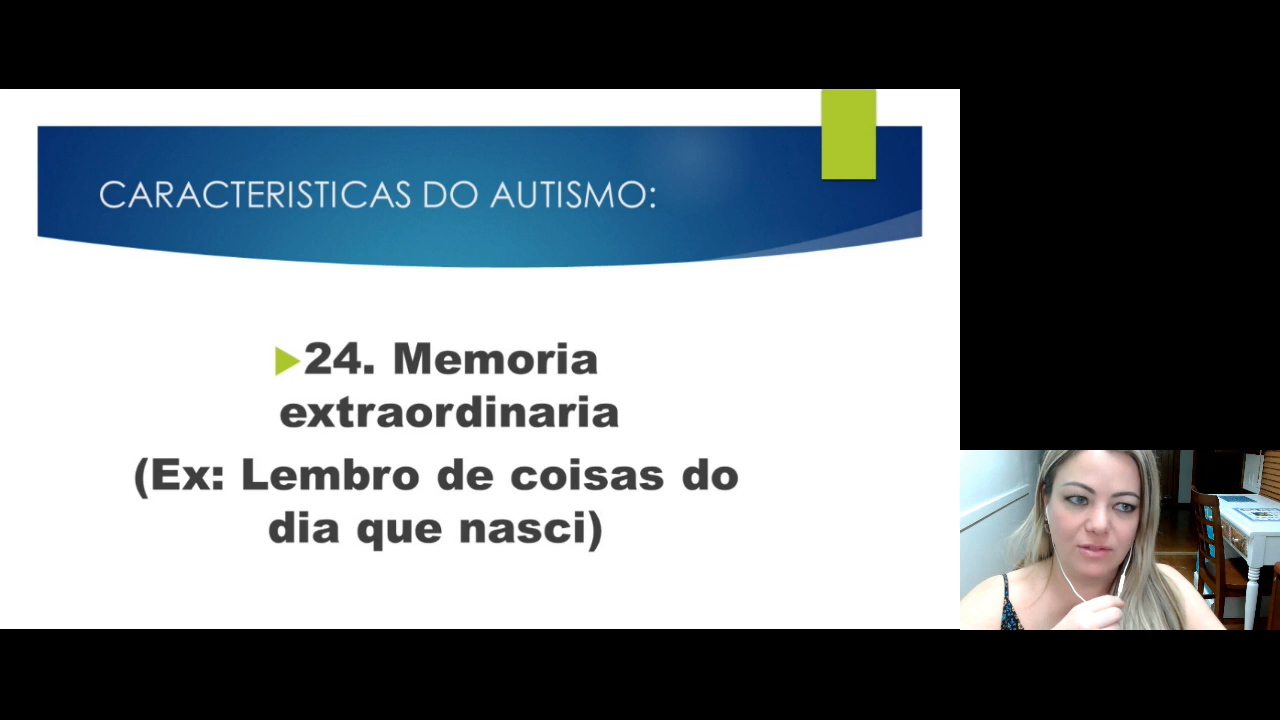 CARACTERISTICAS DO AUTISMO:
24. Memoria
extraordinaria
(Ex: Lembro de coisas do
dia que nasci)